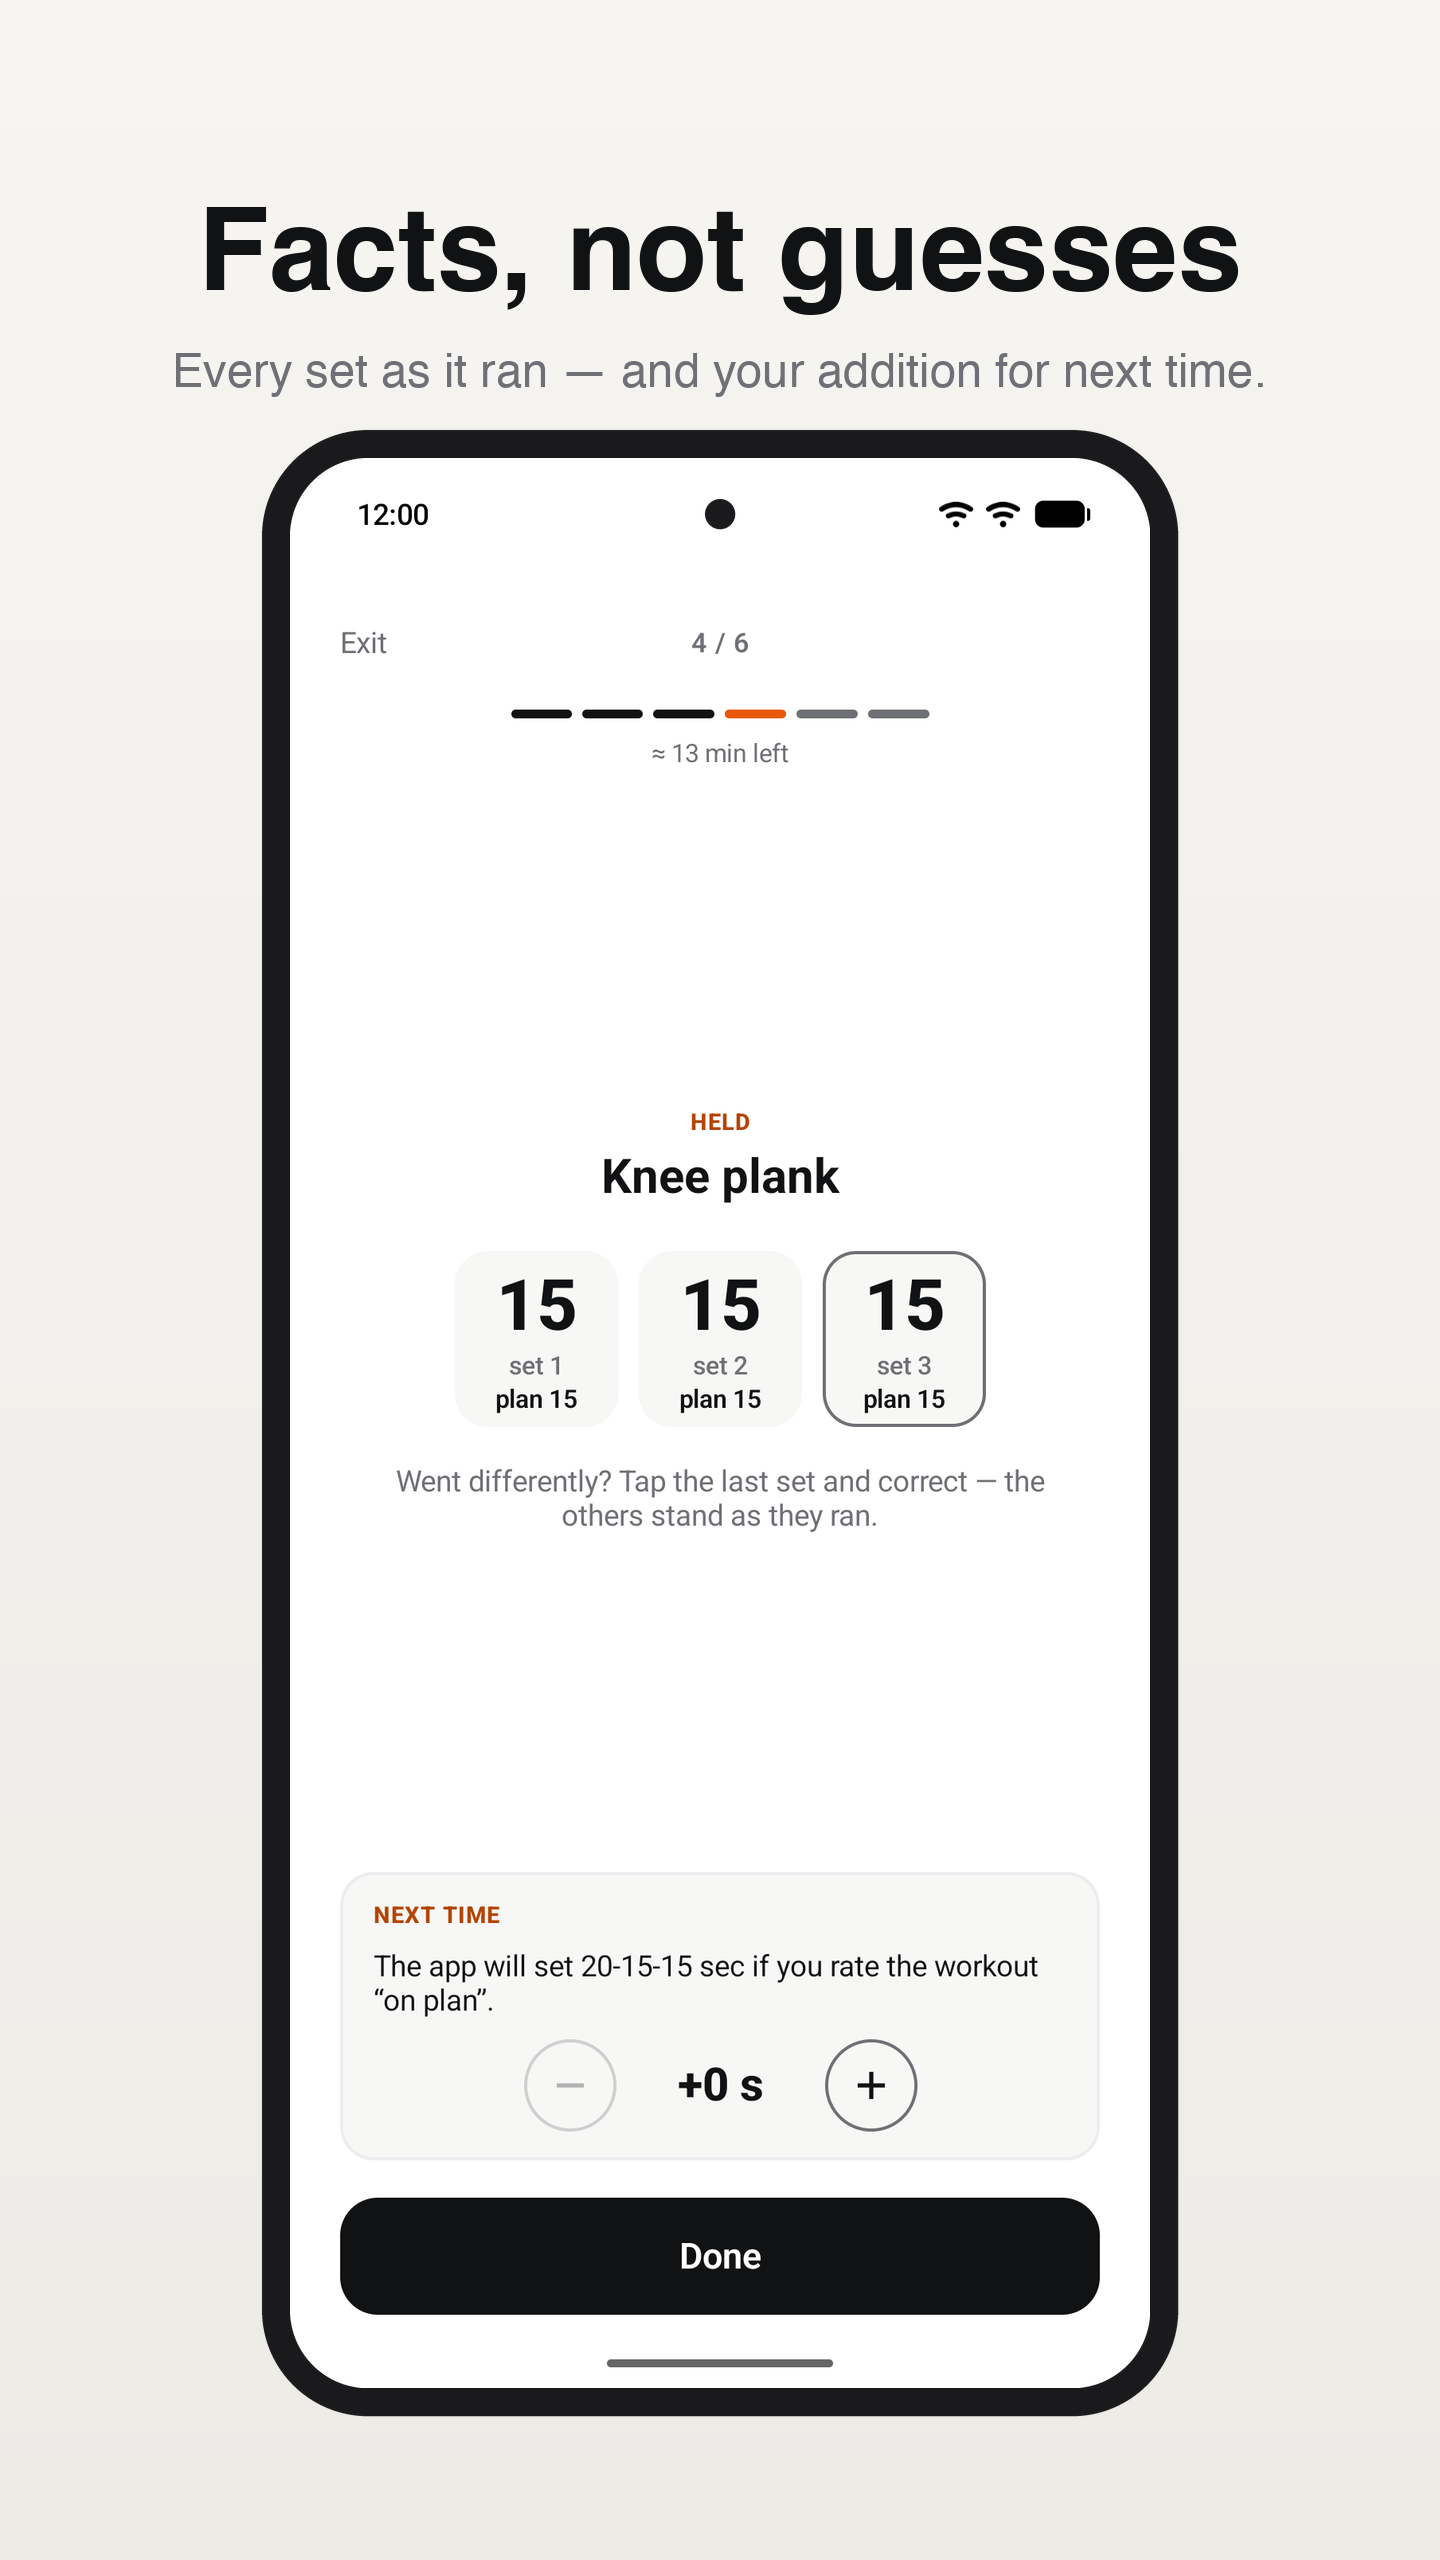 Facts, not guesses
Every set as it ran — and your addition for next time.
12:00
Exit
4 / 6
≈ 13 min left
HELD
Knee plank
15 15 15
set 1 set 2 set 3
plan 15 plan 15 plan 15
Went differently? Tap the last set and correct — the
others stand as they ran.
NEXT TIME
The app will set 20-15-15 sec if you rate the workout
“on plan”.
− +0 s +
Done